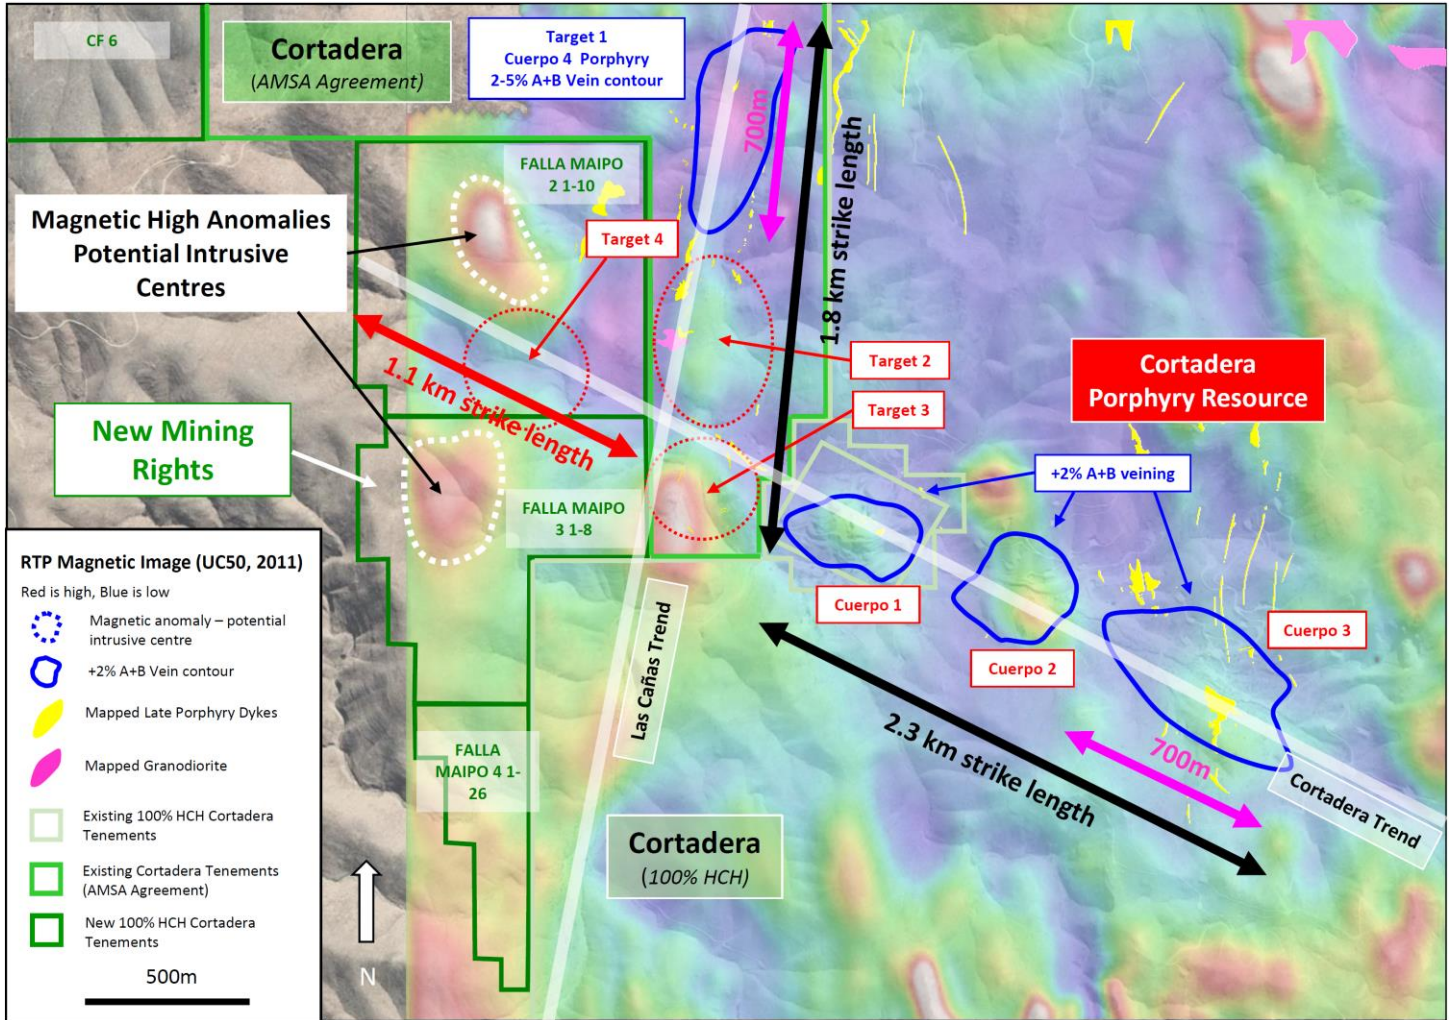 CF 6
Cortadera
(AMSA Agreement)
Target 1
Cuerpo 4 Porphyry
2-5% A+B Vein contour
700m
1.8 km strike length
FALLA MAIPO
2 1-10
Magnetic High Anomalies
Potential Intrusive
Centres
Target 4
Target 2
Target 3
1.1 km strike length
Cortadera
Porphyry Resource
New Mining
Rights
+2% A+B veining
FALLA MAIPO
3 1-8
Cuerpo 1
Cuerpo 2
Cuerpo 3
Las Cañas Trend
2.3 km strike length
700m
Cortadera Trend
FALLA
MAIPO 4 1-
26
Cortadera
(100% HCH)
RTP Magnetic Image (UC50, 2011)
Red is high, Blue is low
Magnetic anomaly – potential
intrusive centre
+2% A+B Vein contour
Mapped Late Porphyry Dykes
Mapped Granodiorite
Existing 100% HCH Cortadera
Tenements
Existing Cortadera Tenements
(AMSA Agreement)
New 100% HCH Cortadera
Tenements
500m
N